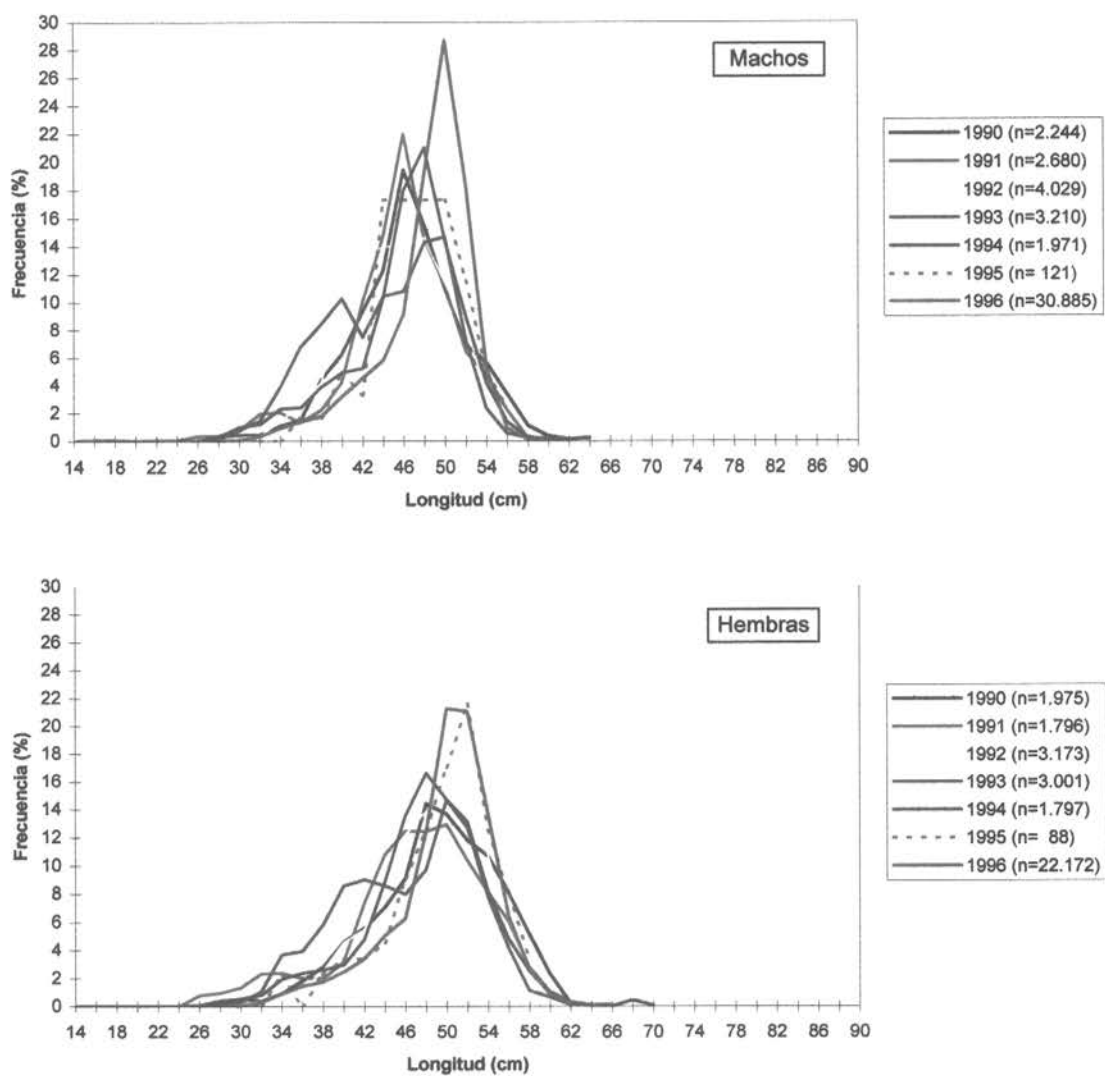 30
28
26
24
22
20
18
16
14
12
10
8
6
4
2
0
Frecuencia (%)
14 18 22 26 30 34 38 42 46 50 54 58 62 66 70 74 78 82 86 90
Longitud (cm)
Machos
1990 (n=2.244)
1991 (n=2.680)
1992 (n=4.029)
1993 (n=3.210)
1994 (n=1.971)
1995 (n= 121)
1996 (n=30.885)
30
28
26
24
22
20
18
16
14
12
10
8
6
4
2
0
Frecuencia (%)
14 18 22 26 30 34 38 42 46 50 54 58 62 66 70 74 78 82 86 90
Longitud (cm)
Hembras
1990 (n=1.975)
1991 (n=1.796)
1992 (n=3.173)
1993 (n=3.001)
1994 (n=1.797)
1995 (n= 88)
1996 (n=22.172)